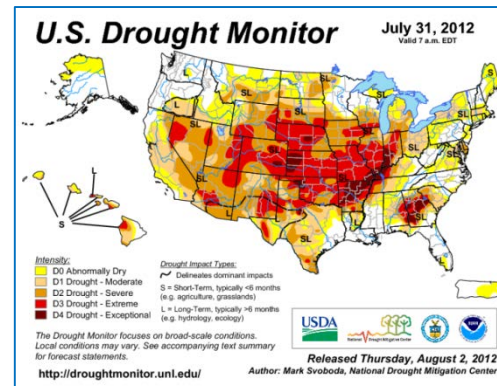 U.S. Drought Monitor
July 31, 2012
Valid 7 a.m. EDT
L
SL
S
SL
SL
L
SL
SL
SL
SL
SL
SL
L
SL
SL
L
L
S
Intensity:
D0 Abnormally Dry
D1 Drought - Moderate
D2 Drought - Severe
D3 Drought - Extreme
D4 Drought - Exceptional
Drought Impact Types:
Delineates dominant impacts
S = Short-Term, typically <6 months
(e.g. agriculture, grasslands)
L = Long-Term, typically >6 months
(e.g. hydrology, ecology)
The Drought Monitor focuses on broad-scale conditions.
Local conditions may vary. See accompanying text summary
for forecast statements.
http://droughtmonitor.unl.edu/
USDA
National Drought Mitigation Center
Released Thursday, August 2, 2012
Author: Mark Svoboda, National Drought Mitigation Center